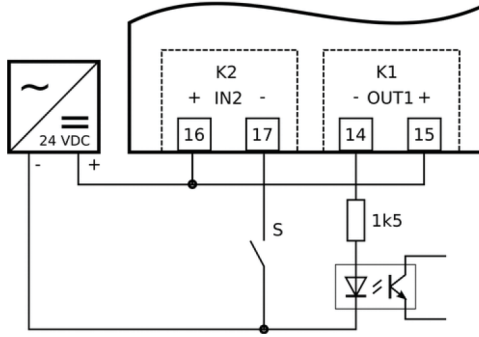 K2
K1
+ IN2 -
- OUT1 +
24 VDC
16
17
14
15
-
+
1k5
S